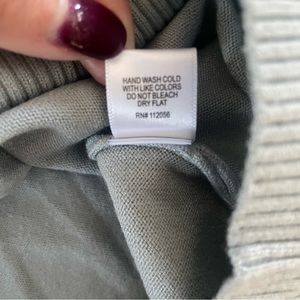 HAND WASH COLD
WITH LIKE COLORS
DO NOT BLEACH
DRY FLAT
RN# 112056